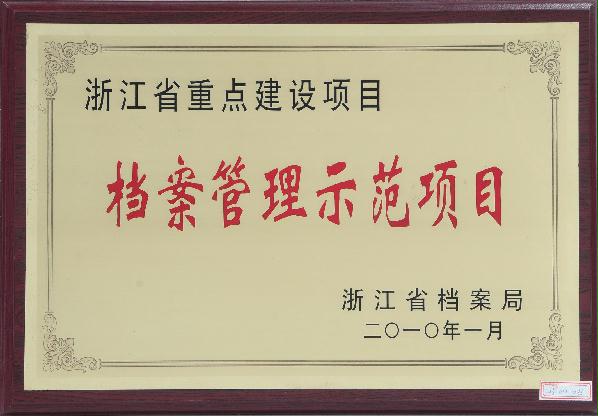 浙江省重点建设项目
档案管理示范项目
浙江省档案局
二〇一〇年一月